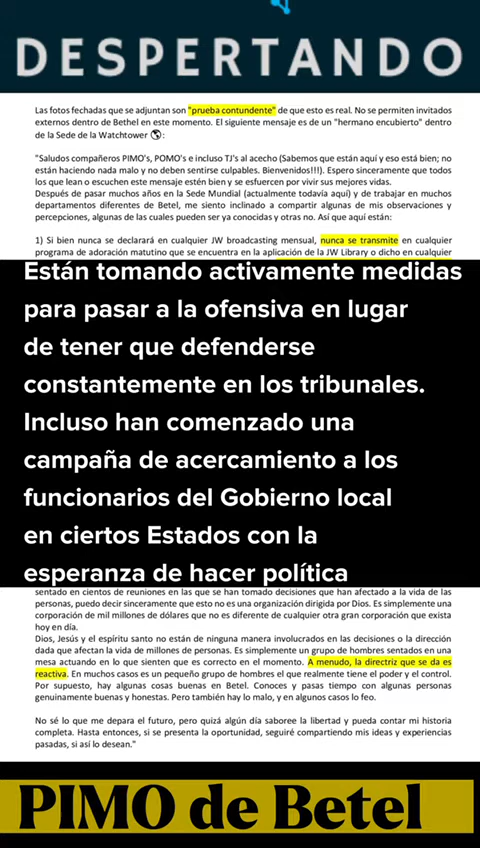 DESPERTANDO
Las fotos fechadas que se adjuntan son "prueba contundente" de que esto es real. No se permiten invitados
externos dentro de Bethel en este momento. El siguiente mensaje es de un "hermano encubierto" dentro
de la Sede de la Watchtower 🌎:
"Saludos compañeros PIMO's, POMO's e incluso TJ's al acecho (Sabemos que están aquí y eso está bien; no
están haciendo nada malo y no deben sentirse culpables. Bienvenidos!!!). Espero sinceramente que todos
los que lean o escuchen este mensaje estén bien y se esfuercen por vivir sus mejores vidas.
Después de pasar muchos años en la Sede Mundial (actualmente todavía aquí) y de trabajar en muchos
departamentos diferentes de Betel, me siento inclinado a compartir algunas de mis observaciones y
percepciones, algunas de las cuales pueden ser ya conocidas y otras no. Así que aquí están:
1) Si bien nunca se declarará en cualquier JW broadcasting mensual, nunca se transmite en cualquier
programa de adoración matutino que se encuentra en la aplicación de la JW Library o dicho en cualquier
Están tomando activamente medidas
para pasar a la ofensiva en lugar
de tener que defenderse
constantemente en los tribunales.
Incluso han comenzado una
campaña de acercamiento a los
funcionarios del Gobierno local
en ciertos Estados con la
esperanza de hacer política
sentado en cientos de reuniones en las que se han tomado decisiones que han afectado a la vida de las
personas, puedo decir sinceramente que esto no es una organización dirigida por Dios. Es simplemente una
corporación de mil millones de dólares que no es diferente de cualquier otra gran corporación que exista
hoy en día.
Dios, Jesús y el espíritu santo no están de ninguna manera involucrados en las decisiones o la dirección
dada que afectan la vida de millones de personas. Es simplemente un grupo de hombres sentados en una
mesa actuando en lo que sienten que es correcto en el momento. A menudo, la directriz que se da es
reactiva. En muchos casos es un pequeño grupo de hombres el que realmente tiene el poder y el control.
Por supuesto, hay algunas cosas buenas en Betel. Conoces y pasas tiempo con algunas personas
genuinamente buenas y honestas. Pero también hay lo malo, y en algunos casos lo feo.
No sé lo que me depara el futuro, pero quizá algún día saboree la libertad y pueda contar mi historia
completa. Hasta entonces, si se presenta la oportunidad, seguiré compartiendo mis ideas y experiencias
pasadas, si así lo desean."
PIMO de Betel